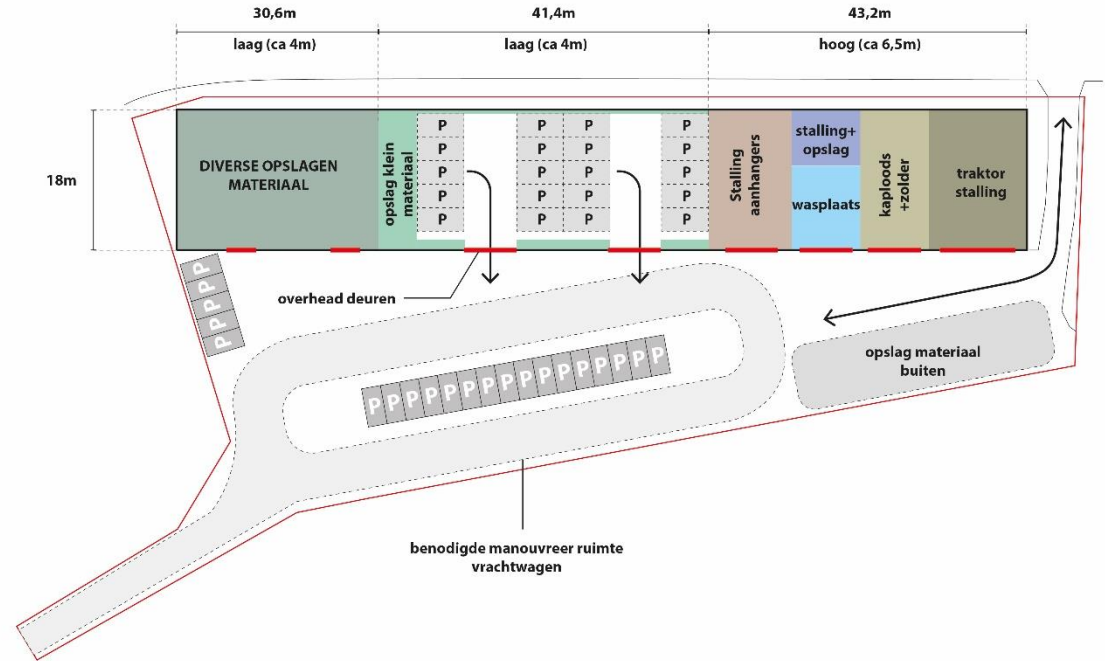 30,6m 41,4m 43,2m
laag (ca 4m) laag (ca 4m) hoog (ca 6,5m)
18m
DIVERSE OPSLAGEN
MATERIAAL
opslag klein
materiaal
P P P P
P P P P
P P P P
P P P P
P P P P
Stalling
aanhangers
stalling+
opslag
wasplaats
kaploods
+zolder
traktor
stalling
P
P
P
P
P
overhead deuren
P P P P P P P P P P P P P P P
opslag materiaal
buiten
benodigde manouvreer ruimte
vrachtwagen